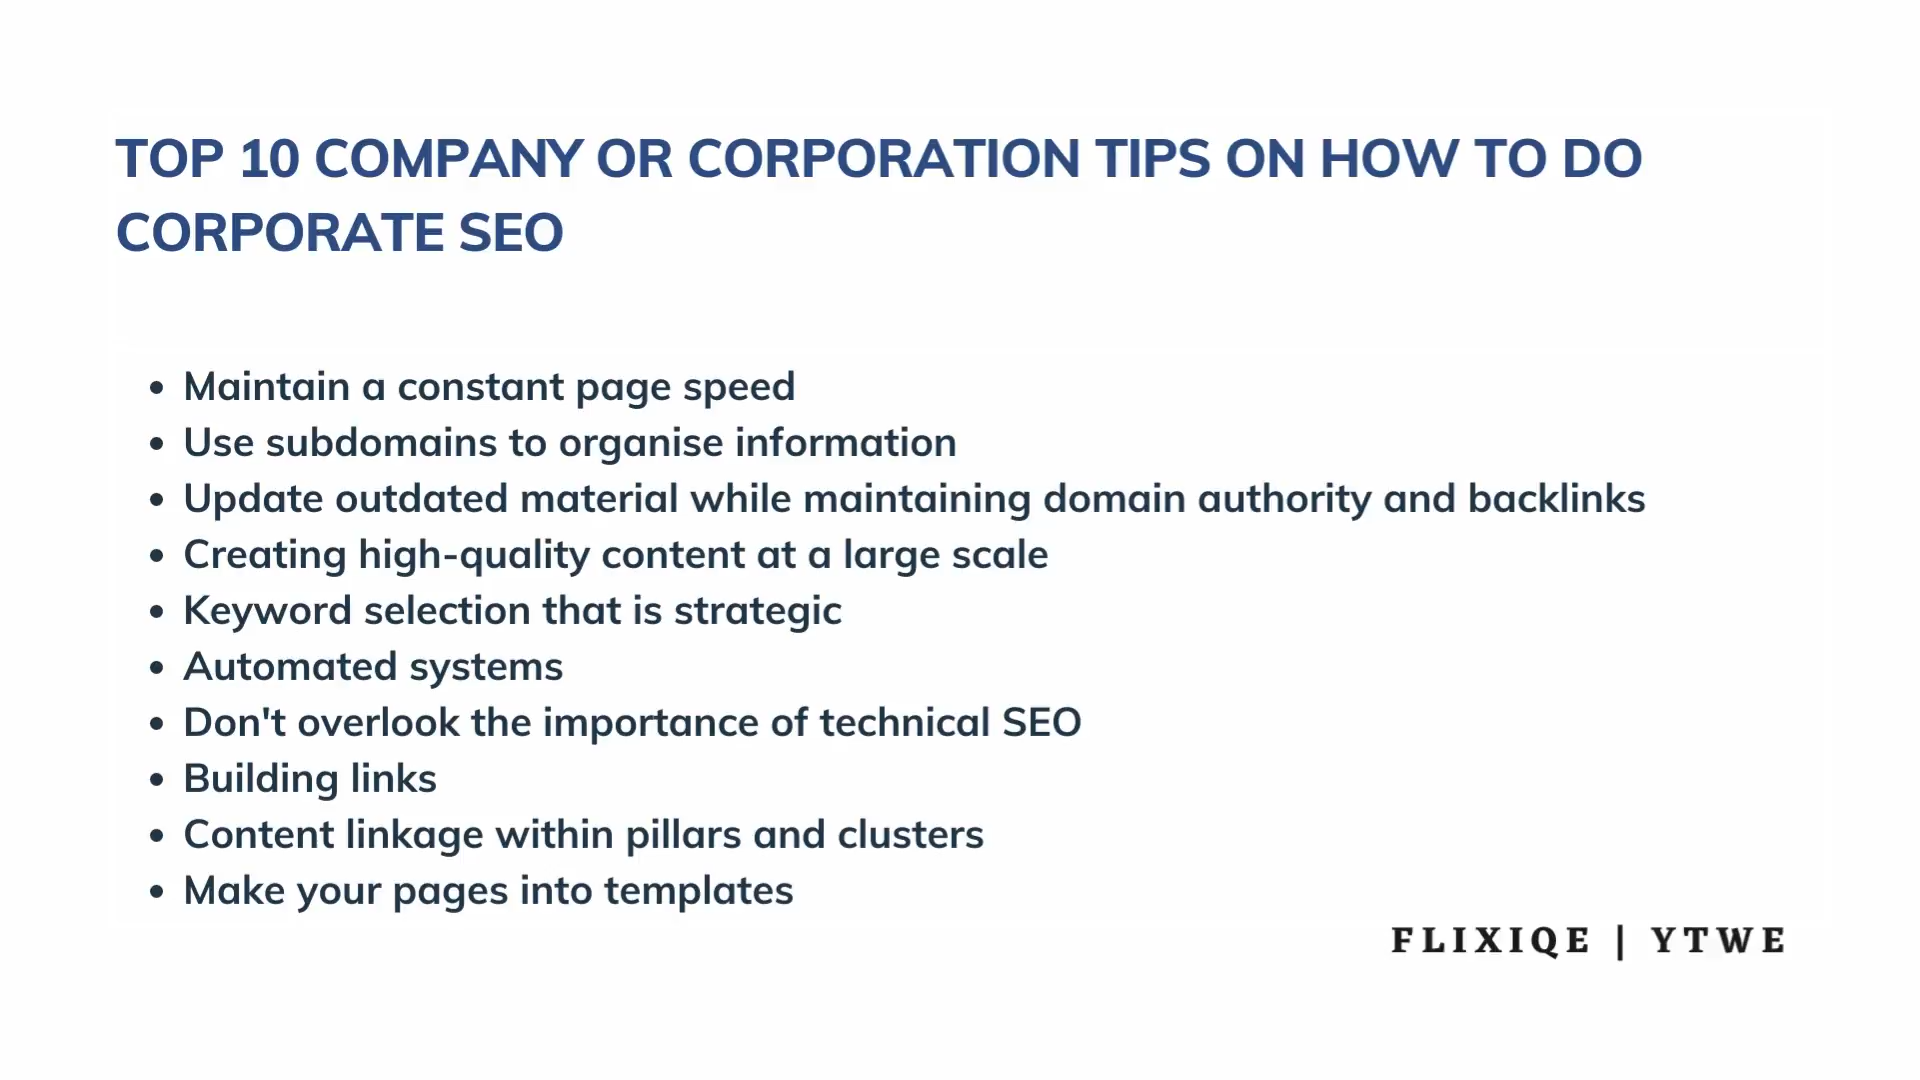 TOP 10 COMPANY OR CORPORATION TIPS ON HOW TO DO
CORPORATE SEO
• Maintain a constant page speed
• Use subdomains to organise information
• Update outdated material while maintaining domain authority and backlinks
• Creating high-quality content at a large scale
• Keyword selection that is strategic
• Automated systems
• Don't overlook the importance of technical SEO
• Building links
• Content linkage within pillars and clusters
• Make your pages into templates
FLIXIQE | YTWE